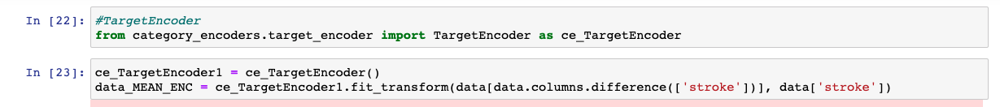 In [22]: #TargetEncoder
from category_encoders.target_encoder import TargetEncoder as ce_TargetEncoder
In [23]: ce_TargetEncoder1 = ce_TargetEncoder()
data_MEAN_ENC = ce_TargetEncoder1.fit_transform(data[data.columns.difference(['stroke'])], data['stroke'])